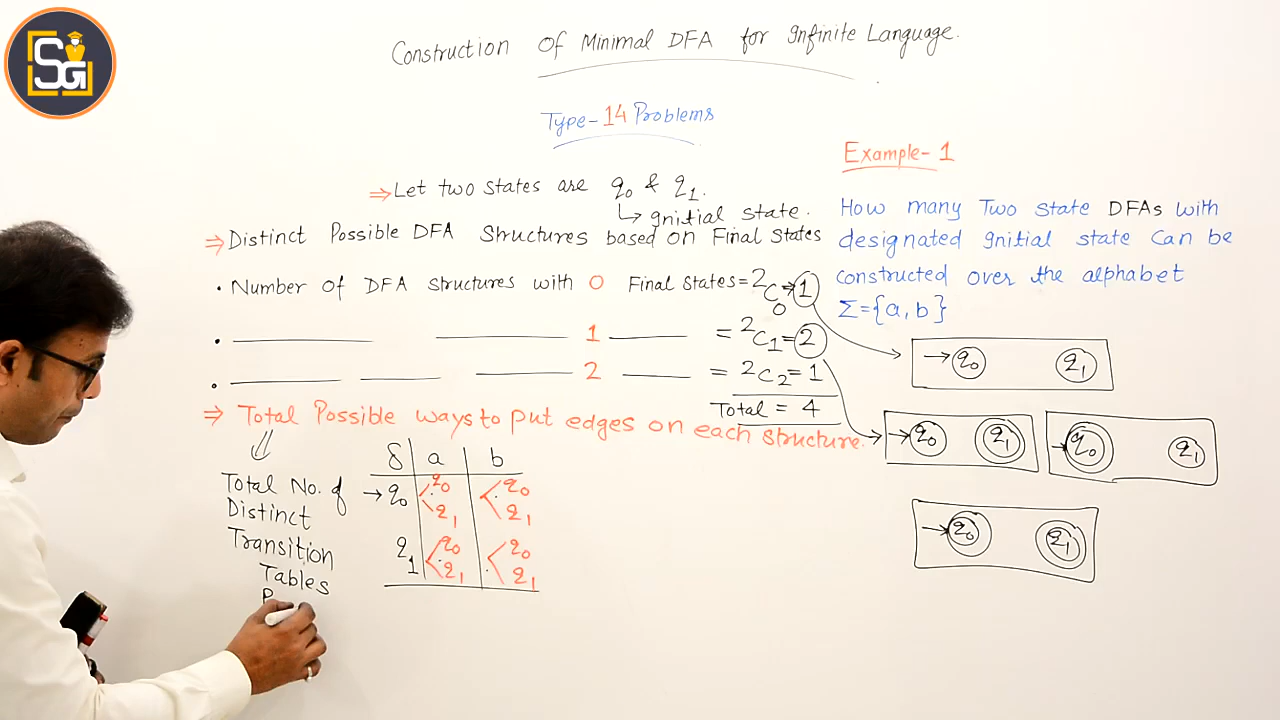 SG
Construction Of Minimal DFA for Infinite Language.
Type-14 Problems
⇒ Let two states are q0 & q1.
↳ Initial state.
⇒ Distinct Possible DFA Structures based on Final States
• Number of DFA structures with 0 Final States = 2C0 ⇒ 1
• 1 = 2C1 = 2
• 2 = 2C2 = 1
Total = 4
⇒ Total Possible ways to put edges on each structure.
Total No. of
Distinct
Transition
Tables
δ a b
→ q0 q0 q0
q1 q1
q1 q0 q0
q1 q1
Example-1
How many Two state DFAs with
designated Initial state can be
constructed over the alphabet
Σ={a, b}
→ q0 q1
→ q0 q1
→ q0 q1
→ q0 q1